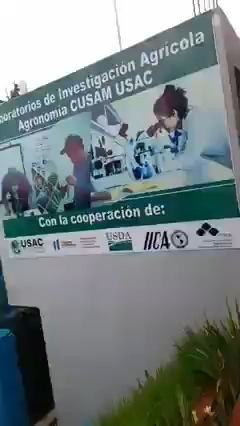 Laboratorios de Investigación Agrícola
Agronomía CUSAM USAC
Con la cooperación de:
USAC
USDA
IICA